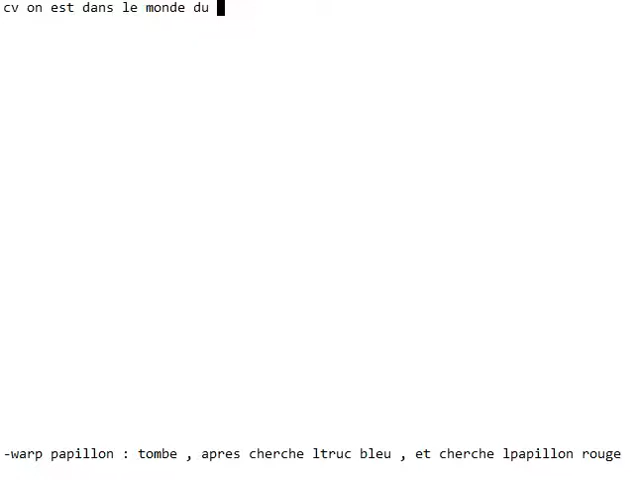 cv on est dans le monde du
-warp papillon : tombe , apres cherche ltruc bleu , et cherche lpapillon rouge